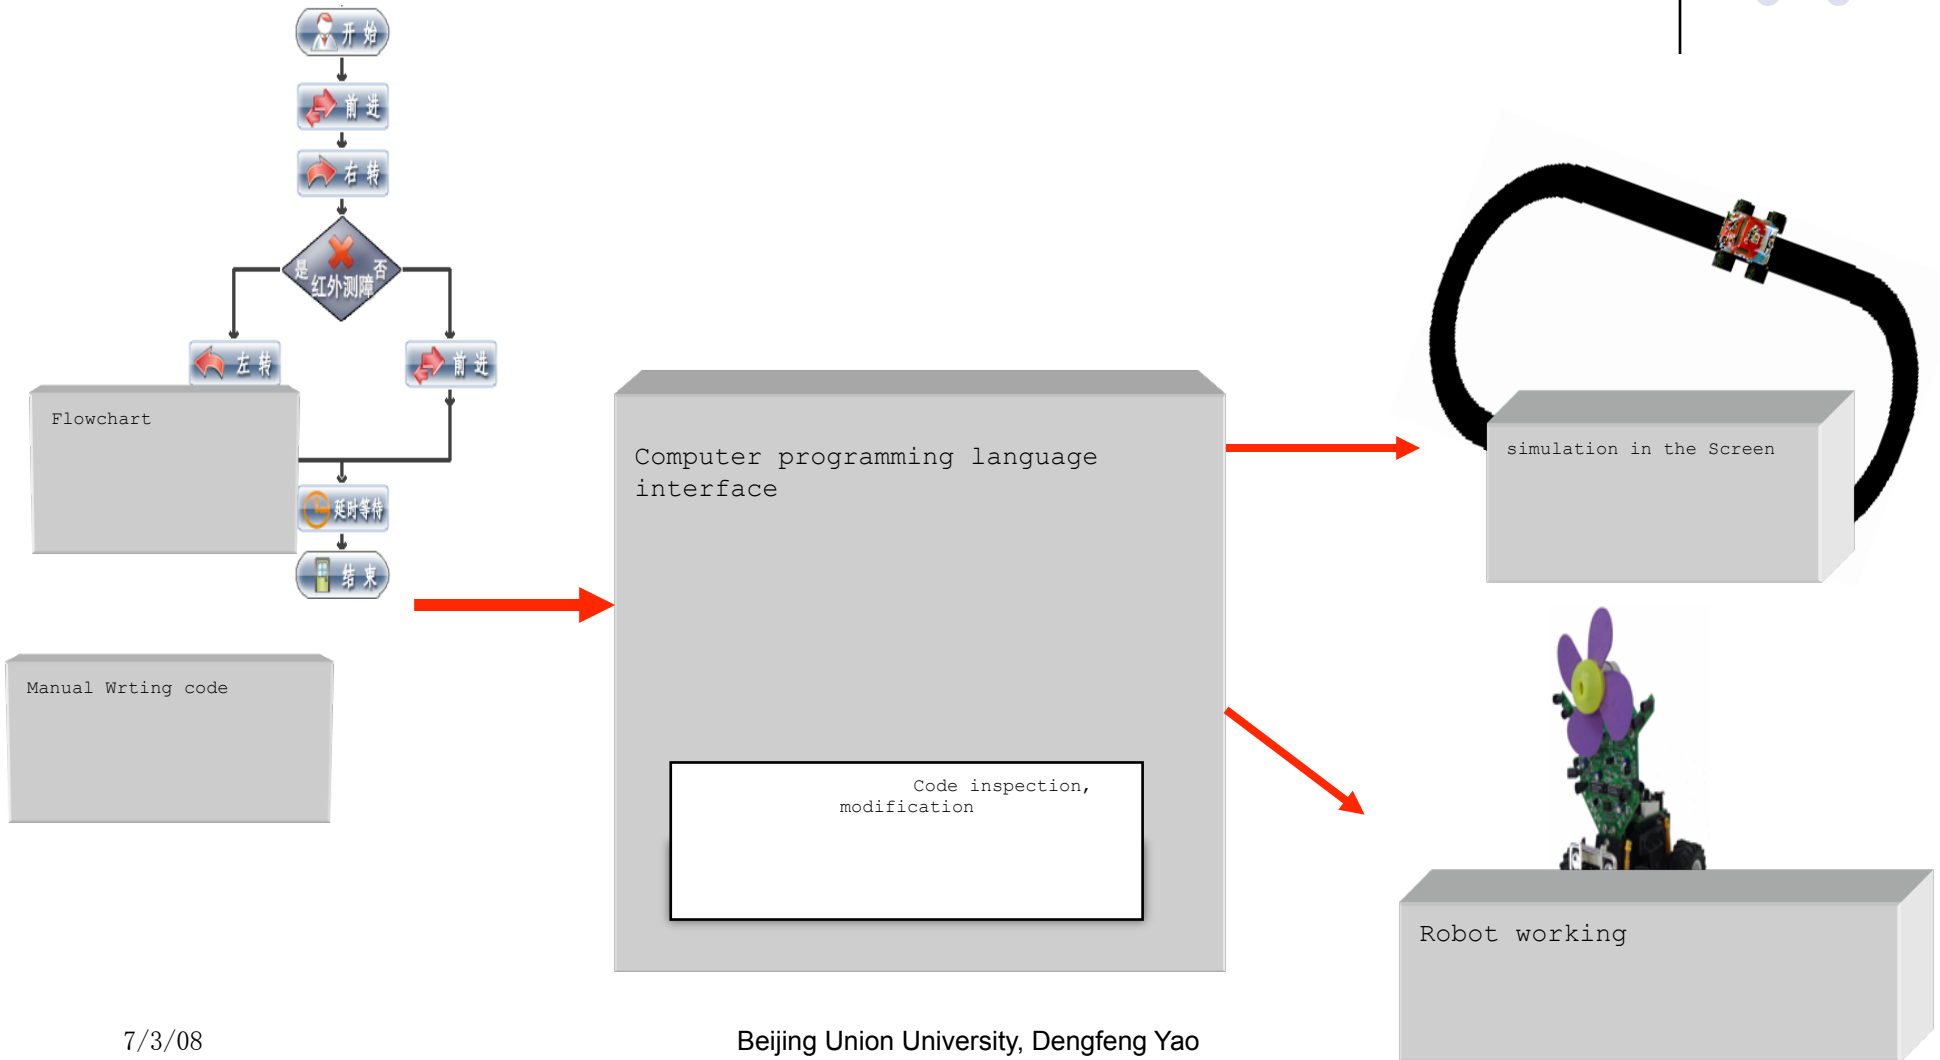 开始
前进
右转
是
否
红外测障
左转
前进
Flowchart
延时等待
结束
Manual Wrting code
Computer programming language
interface
Code inspection,
modification
simulation in the Screen
Robot working
7/3/08
Beijing Union University, Dengfeng Yao